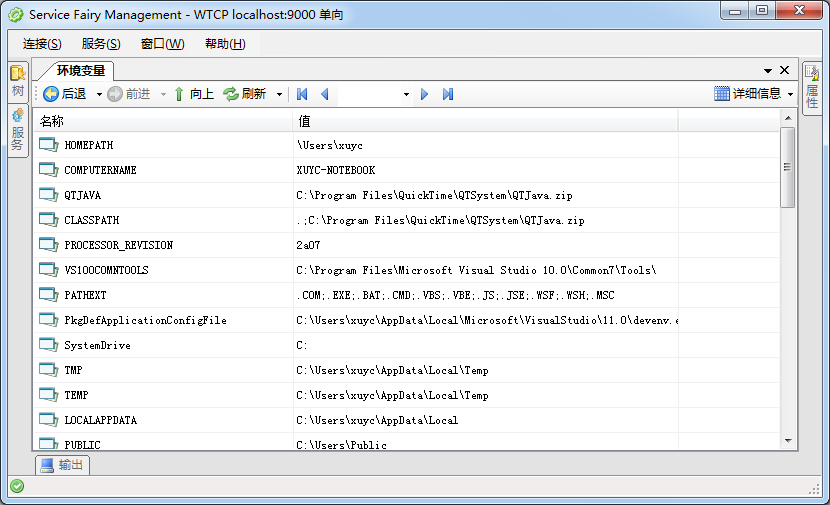 Service Fairy Management - WTCP localhost:9000 单向
连接(S) 服务(S) 窗口(W) 帮助(H)
树
服务
环境变量
属性
后退 前进 向上 刷新 详细信息
名称 值
HOMEPATH \Users\xuyc
COMPUTERNAME XUYC-NOTEBOOK
QTJAVA C:\Program Files\QuickTime\QTSystem\QTJava.zip
CLASSPATH .;C:\Program Files\QuickTime\QTSystem\QTJava.zip
PROCESSOR_REVISION 2a07
VS100COMNTOOLS C:\Program Files\Microsoft Visual Studio 10.0\Common7\Tools\
PATHEXT .COM;.EXE;.BAT;.CMD;.VBS;.VBE;.JS;.JSE;.WSF;.WSH;.MSC
PkgDefApplicationConfigFile C:\Users\xuyc\AppData\Local\Microsoft\VisualStudio\11.0\devenv.e
SystemDrive C:
TMP C:\Users\xuyc\AppData\Local\Temp
TEMP C:\Users\xuyc\AppData\Local\Temp
LOCALAPPDATA C:\Users\xuyc\AppData\Local
PUBLIC C:\Users\Public
输出